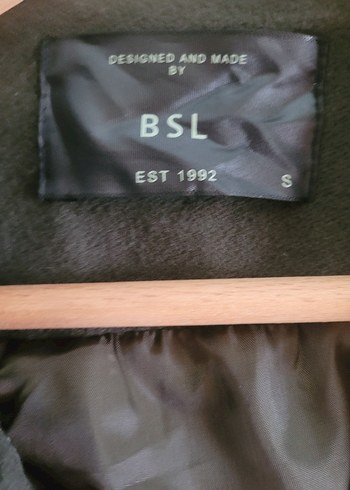 DESIGNED AND MADE
BY
BSL
EST 1992
S